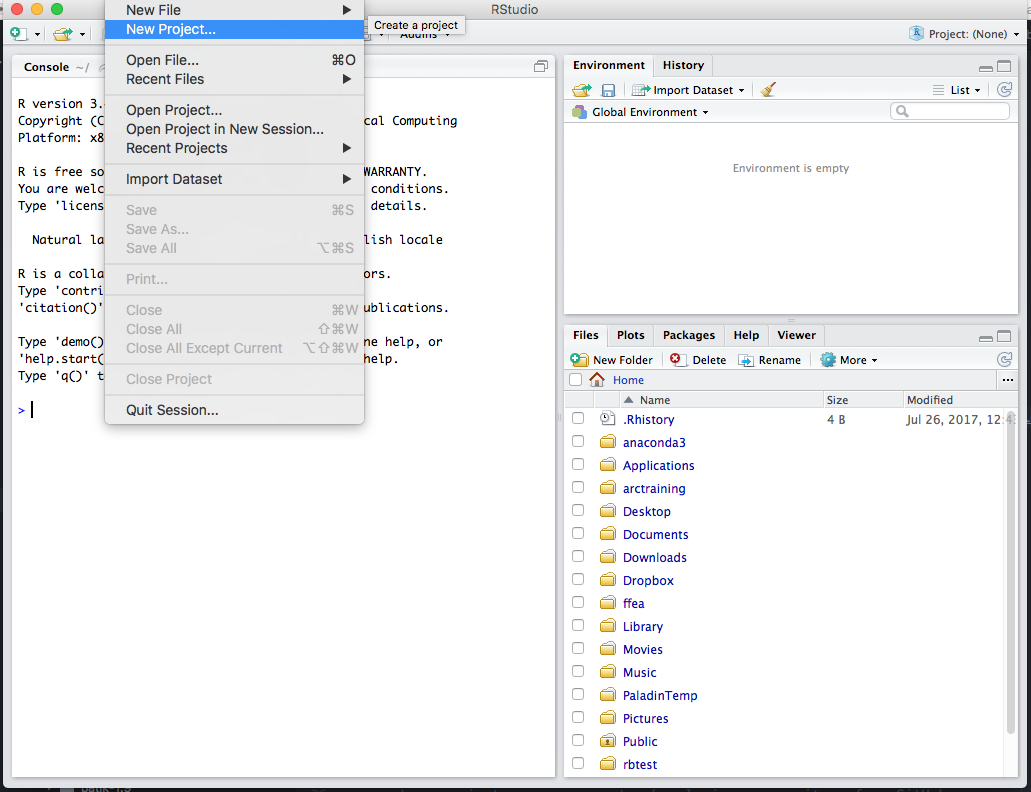 RStudio
New File
New Project...
Create a project
Addins
Project: (None)
Open File... ⌘O
Recent Files
Open Project...
Open Project in New Session...
Recent Projects
Import Dataset
Save ⌘S
Save As...
Save All ⌥⌘S
Print...
Close ⌘W
Close All ⇧⌘W
Close All Except Current ⌥⇧⌘W
Close Project
Quit Session...
Console ~/
R version 3.
Copyright (C cal Computing
Platform: x8
R is free so WARRANTY.
You are welc conditions.
Type 'licens details.
Natural la lish locale
R is a colla ors.
Type 'contri
'citation()' ublications.
Type 'demo() ne help, or
'help.start( help.
Type 'q()' t
>
Environment History
Import Dataset List
Global Environment
Environment is empty
Files Plots Packages Help Viewer
New Folder Delete Rename More
Home ...
Name Size Modified
.Rhistory 4 B Jul 26, 2017, 12:4
anaconda3
Applications
arctraining
Desktop
Documents
Downloads
Dropbox
ffea
Library
Movies
Music
PaladinTemp
Pictures
Public
rbtest